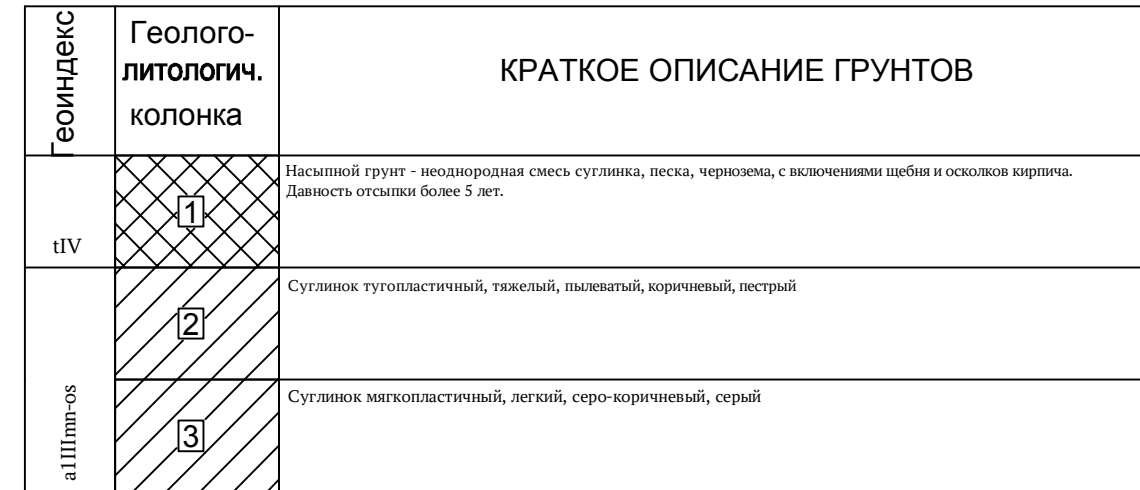 Геоиндекс
Геолого-
литологич.
колонка
КРАТКОЕ ОПИСАНИЕ ГРУНТОВ
tIV
1
Насыпной грунт - неоднородная смесь суглинка, песка, чернозема, с включениями щебня и осколков кирпича.
Давность отсыпки более 5 лет.
a1IIImn-os
2
Суглинок тугопластичный, тяжелый, пылеватый, коричневый, пестрый
3
Суглинок мягкопластичный, легкий, серо-коричневый, серый